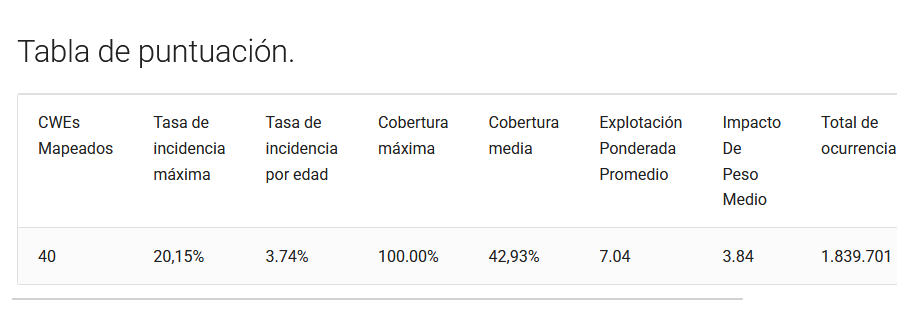 Tabla de puntuación.
CWEs Mapeados Tasa de incidencia máxima Tasa de incidencia por edad Cobertura máxima Cobertura media Explotación Ponderada Promedio Impacto De Peso Medio Total de ocurrencia
40 20,15% 3.74% 100.00% 42,93% 7.04 3.84 1.839.701